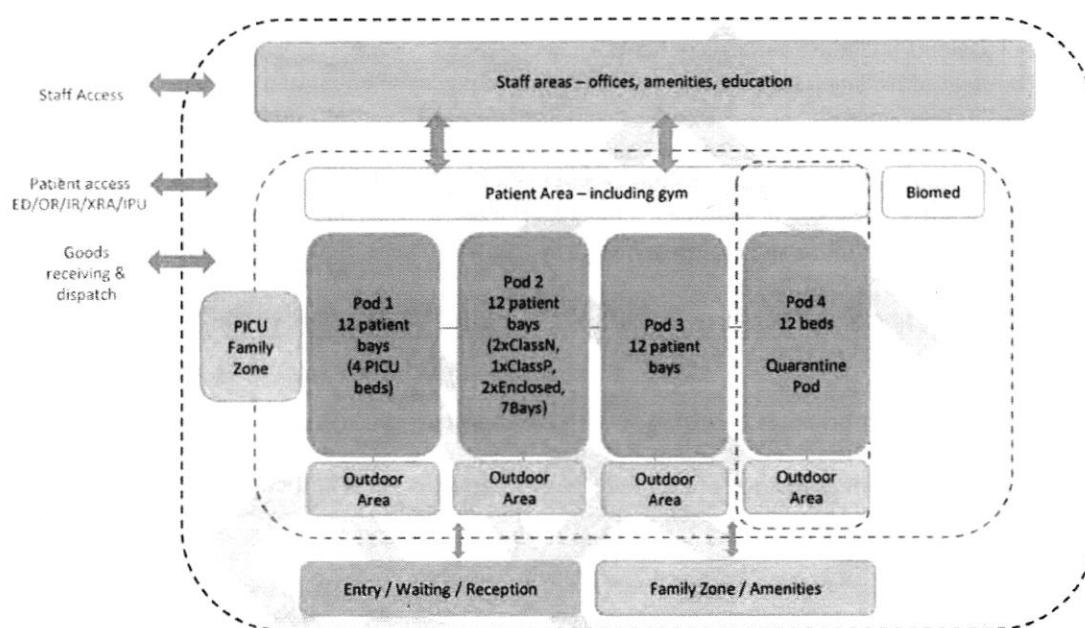 Staff areas – offices, amenities, education
Staff Access
Patient access
ED/OR/IR/XRA/IPU
Goods
receiving &
dispatch
Patient Area – including gym
Biomed
PICU
Family
Zone
Pod 1
12 patient
bays
(4 PICU
beds)
Pod 2
12 patient
bays
(2xClassN,
1xClassP,
2xEnclosed,
7Bays)
Pod 3
12 patient
bays
Pod 4
12 beds
Quarantine
Pod
Outdoor
Area
Outdoor
Area
Outdoor
Area
Outdoor
Area
Entry / Waiting / Reception
Family Zone / Amenities